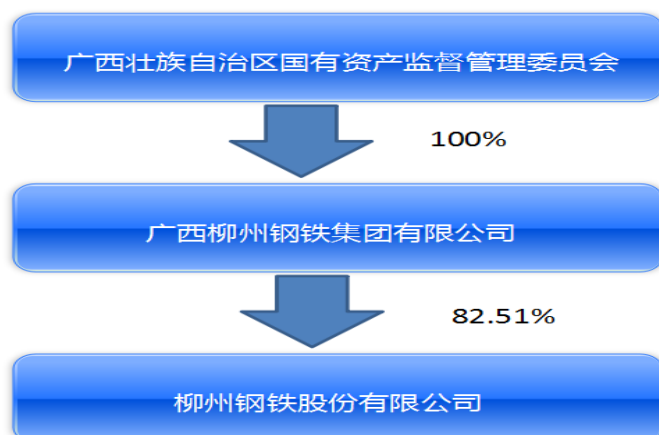 广西壮族自治区国有资产监督管理委员会
100%
广西柳州钢铁集团有限公司
82.51%
柳州钢铁股份有限公司